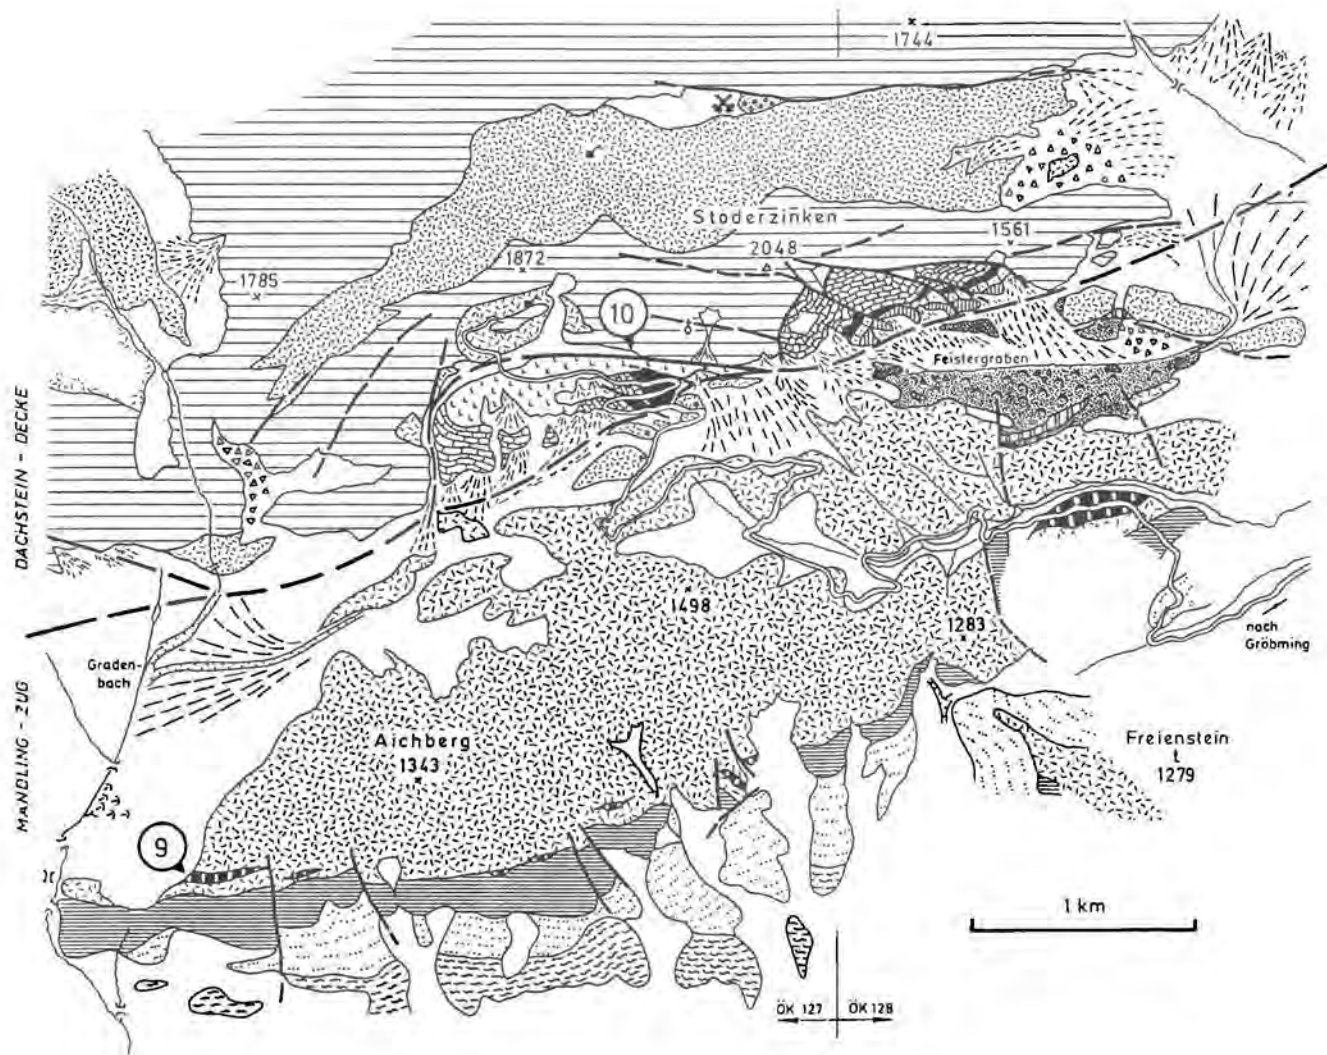 1744
Stoderzinken
1561
2048
1872
1785
10
Feistergraben
DACHSTEIN - DECKE
1498
1283
nach
Gröbming
Graden-
bach
MANDLING - ZUG
Aichberg
1343
Freienstein
1279
9
1 km
ÖK 127
ÖK 128